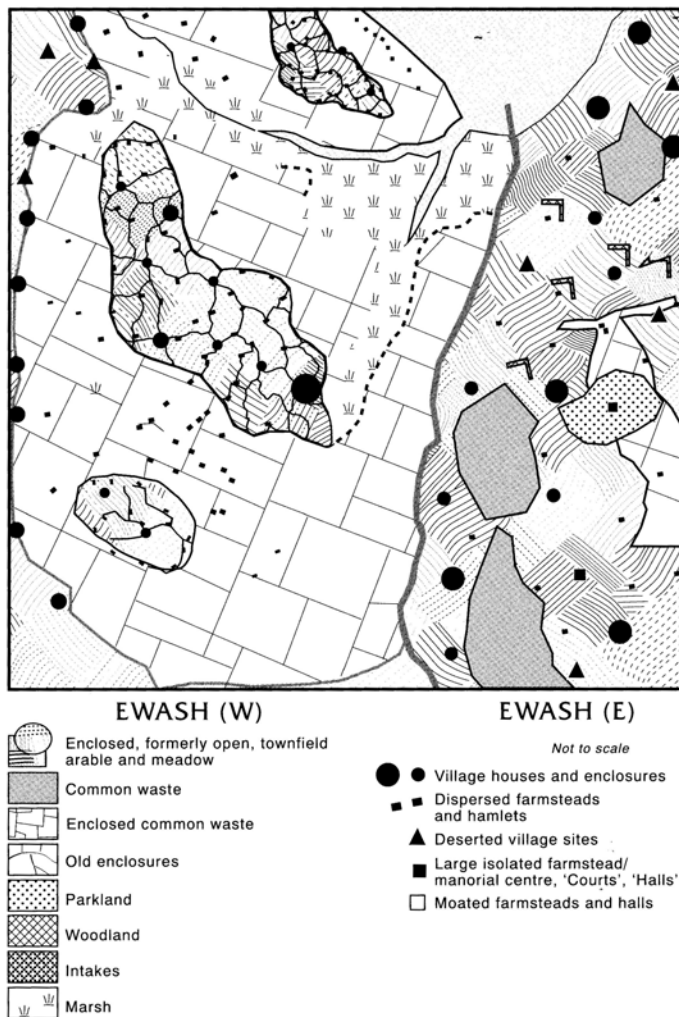 EWASH (W)
EWASH (E)
Enclosed, formerly open, townfield
arable and meadow
Common waste
Enclosed common waste
Old enclosures
Parkland
Woodland
Intakes
Marsh
Not to scale
Village houses and enclosures
Dispersed farmsteads
and hamlets
Deserted village sites
Large isolated farmstead/
manorial centre, 'Courts', 'Halls'
Moated farmsteads and halls